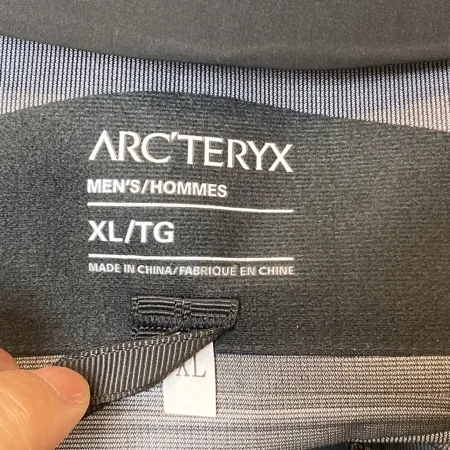 ARC'TERYX
MEN'S/HOMMES
XL/TG
MADE IN CHINA/FABRIQUÉ EN CHINE
XL